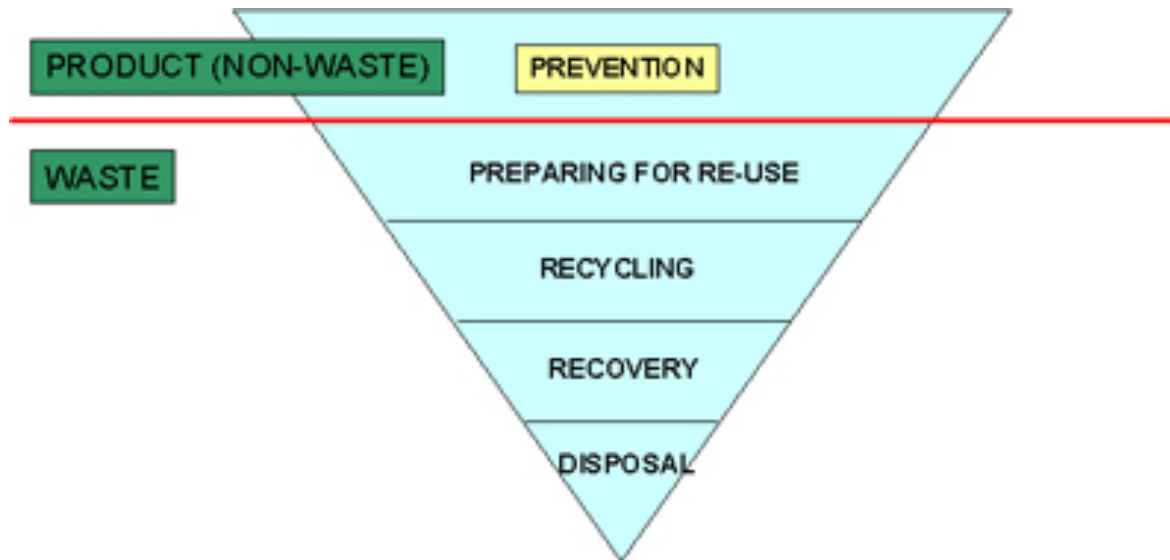 PRODUCT (NON-WASTE)
PREVENTION
WASTE
PREPARING FOR RE-USE
RECYCLING
RECOVERY
DISPOSAL